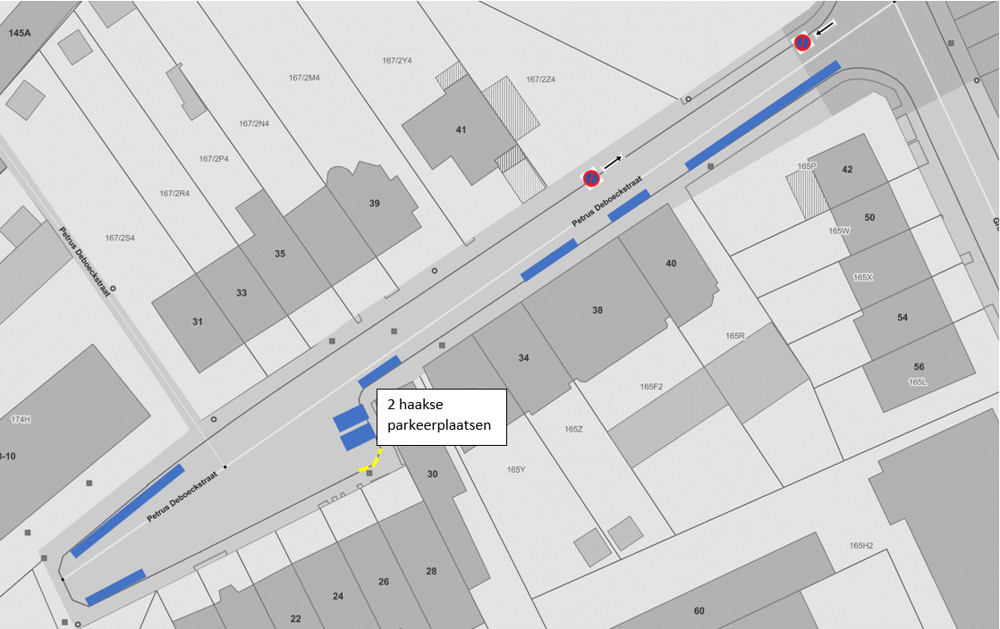 145A
167/2Y4
167/2M4
167/2Z4
167/2N4
41
167/2P4
165P
42
167/2R4
Petrus Deboeckstraat
39
50
165W
167/2S4
Petrus Deboeckstraat
35
40
165X
33
38
54
31
165R
34
56
165L
165F2
2 haakse
parkeerplaatsen
174H
165Z
165Y
30
Petrus Deboeckstraat
165H2
28
26
24
22
60